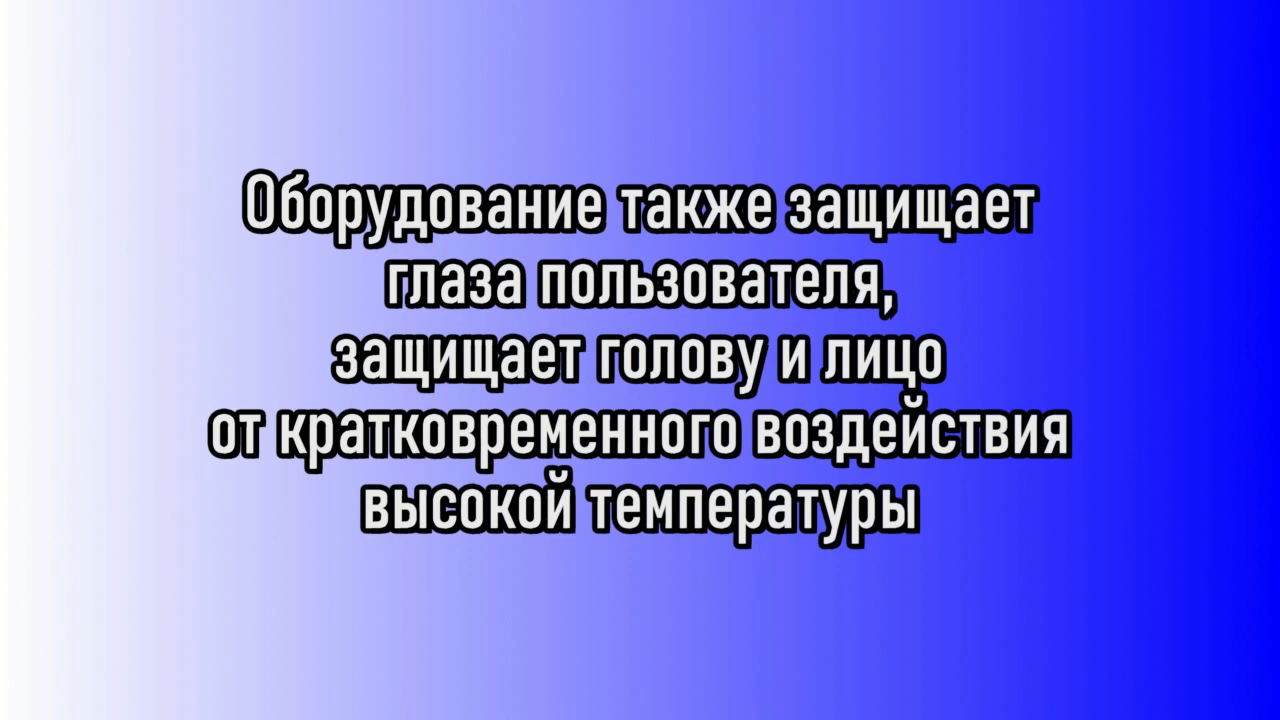 Оборудование также защищает
глаза пользователя,
защищает голову и лицо
от кратковременного воздействия
высокой температуры